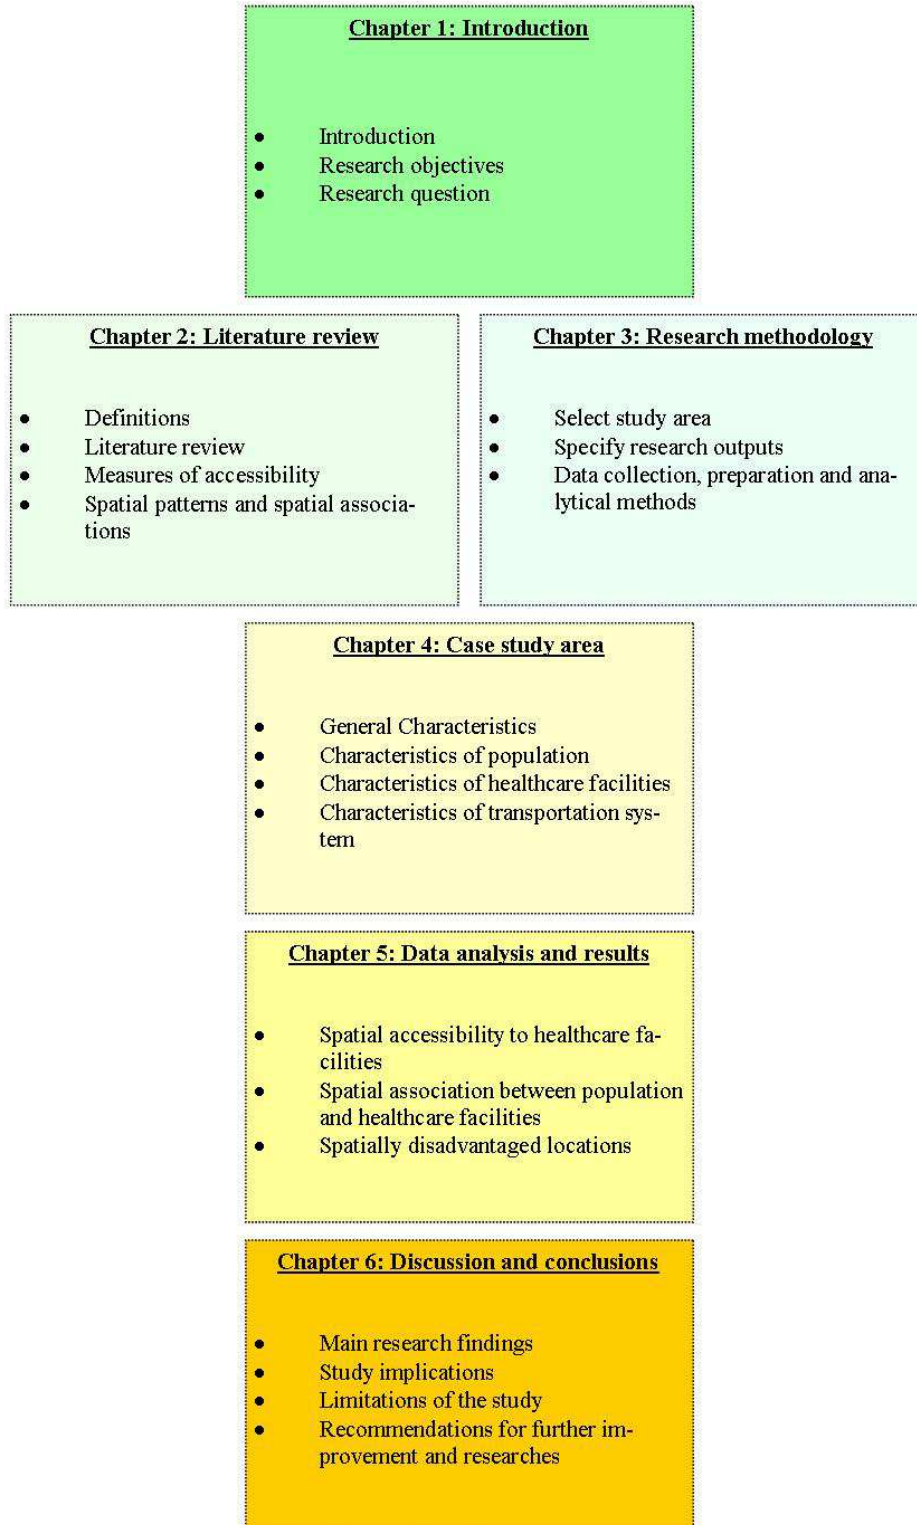 Chapter 1: Introduction
● Introduction
● Research objectives
● Research question
Chapter 2: Literature review
● Definitions
● Literature review
● Measures of accessibility
● Spatial patterns and spatial associa-
tions
Chapter 3: Research methodology
● Select study area
● Specify research outputs
● Data collection, preparation and ana-
lytical methods
Chapter 4: Case study area
● General Characteristics
● Characteristics of population
● Characteristics of healthcare facilities
● Characteristics of transportation sys-
tem
Chapter 5: Data analysis and results
● Spatial accessibility to healthcare fa-
cilities
● Spatial association between population
and healthcare facilities
● Spatially disadvantaged locations
Chapter 6: Discussion and conclusions
● Main research findings
● Study implications
● Limitations of the study
● Recommendations for further im-
provement and researches